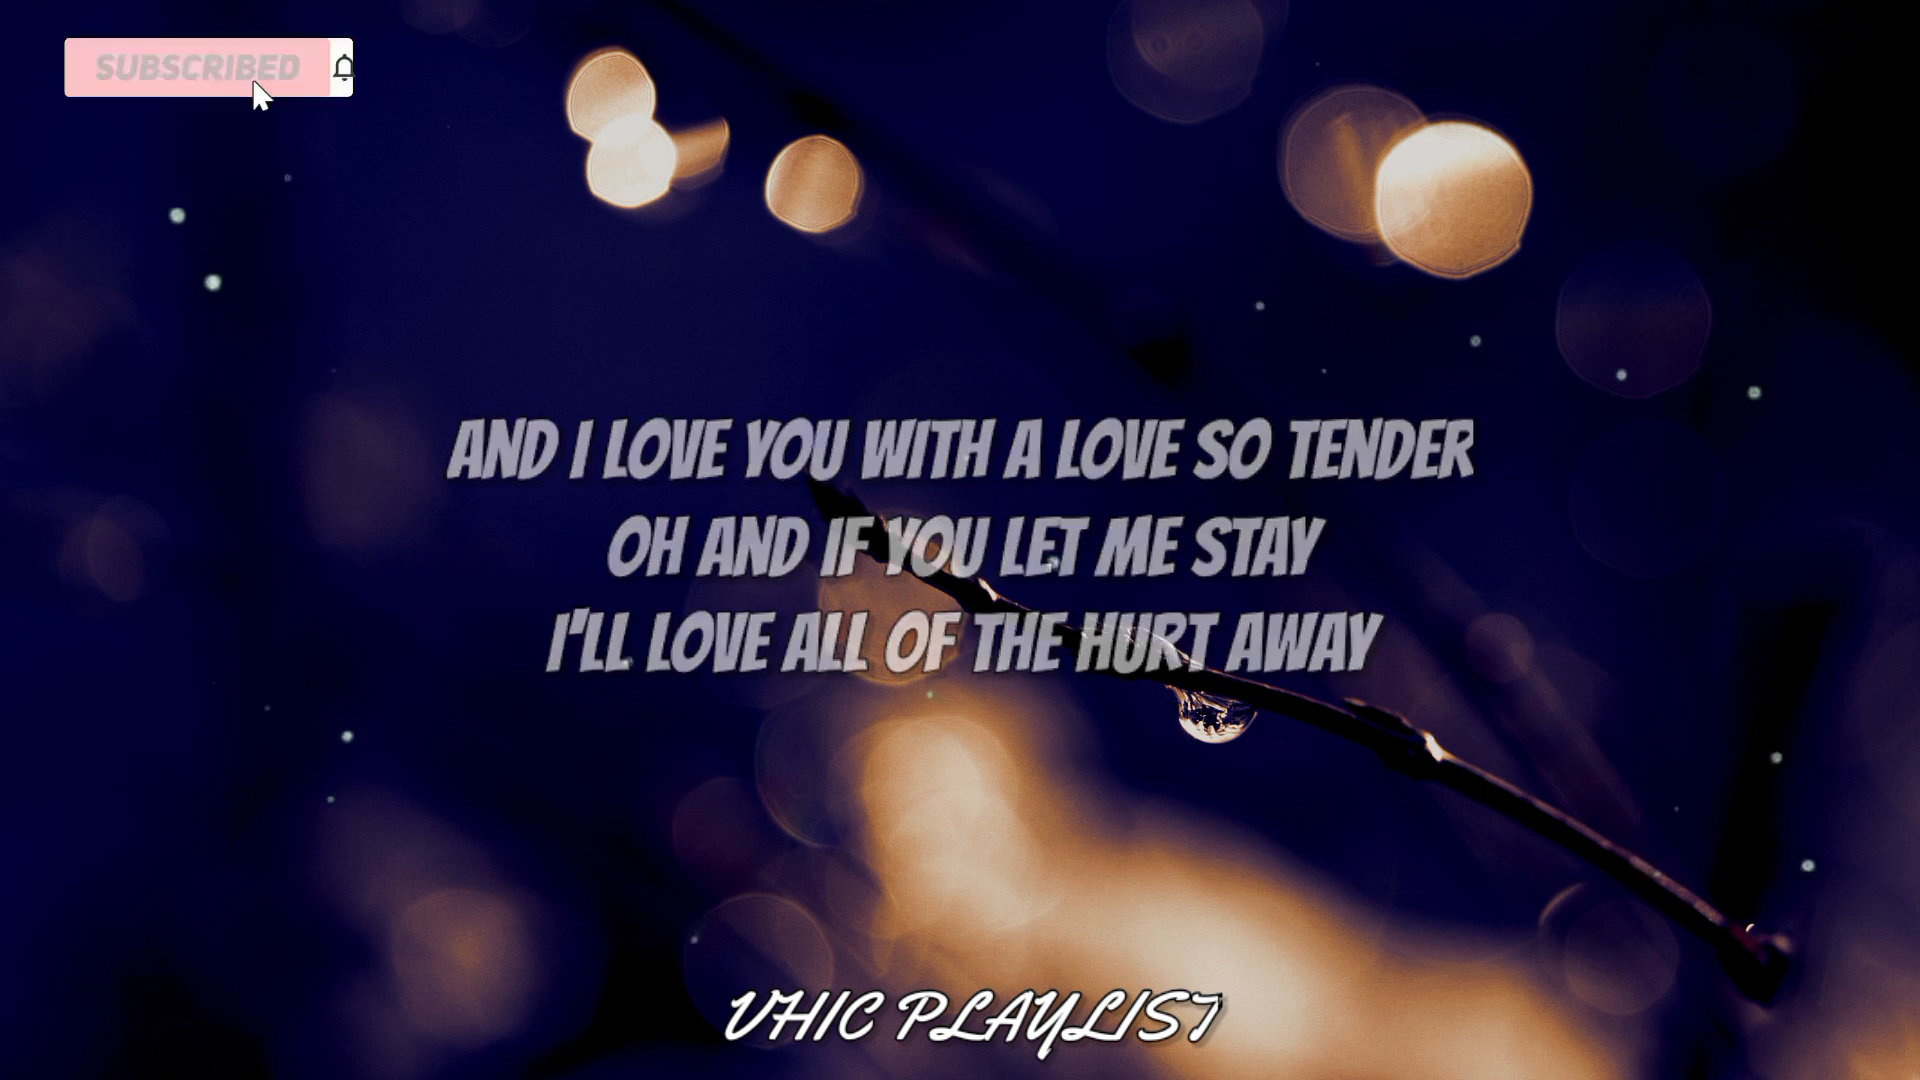 SUBSCRIBED
AND I LOVE YOU WITH A LOVE SO TENDER
OH AND IF YOU LET ME STAY
I'LL LOVE ALL OF THE HURT AWAY
VHIC PLAYLIST